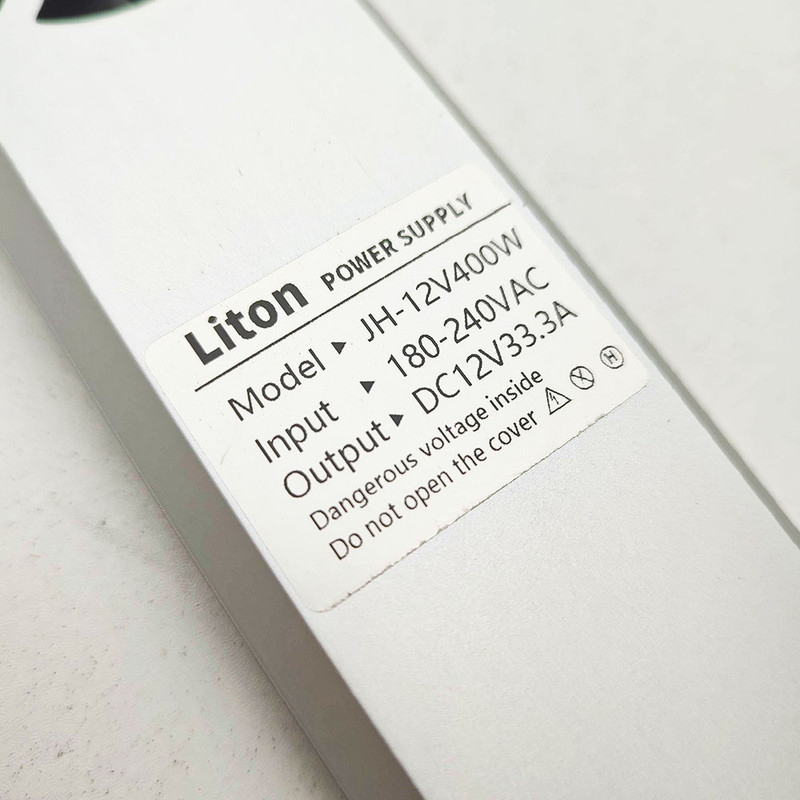 Liton POWER SUPPLY
Model ▶ JH-12V400W
Input ▶ 180-240VAC
Output ▶ DC12V33.3A
Dangerous voltage inside
Do not open the cover
H